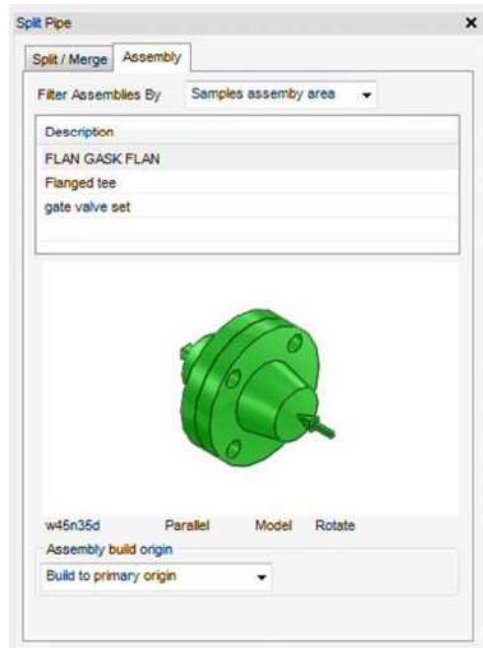 Split Pipe
Split / Merge Assembly
Filter Assemblies By Samples assemby area
Description
FLAN GASK FLAN
Flanged tee
gate valve set
w45n35d Parallel Model Rotate
Assembly build origin
Build to primary origin